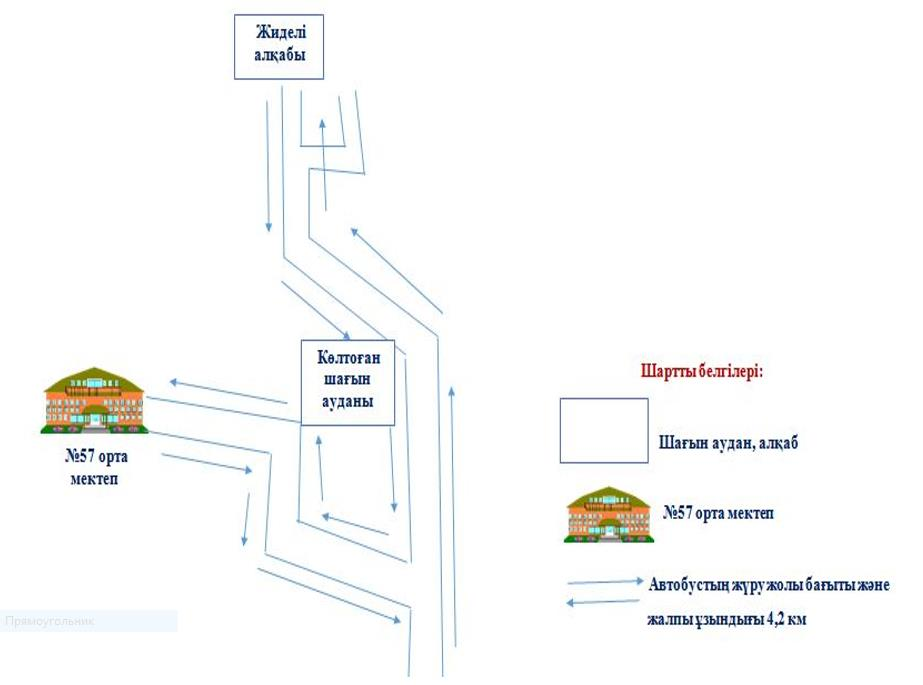 Жиделі
алқабы
Көлтоған
шағын
ауданы
№57 орта
мектеп
Шартты белгілері:
Шағын аудан, алқаб
№57 орта мектеп
Автобустың жүру жолы бағыты және
жалпы ұзындығы 4,2 км
Прямоугольник